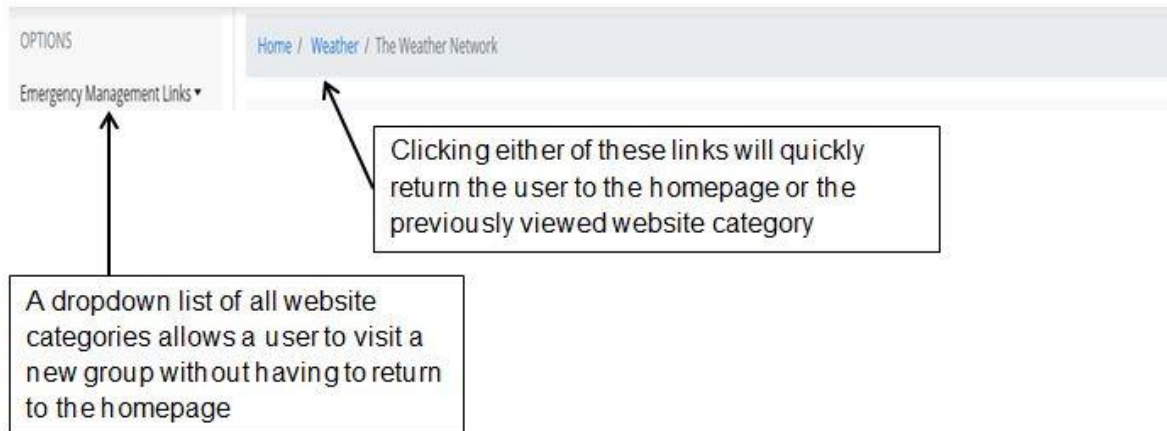 OPTIONS
Home / Weather / The Weather Network
Emergency Management Links ▾
Clicking either of these links will quickly
return the user to the homepage or the
previously viewed website category
A dropdown list of all website
categories allows a user to visit a
new group without having to return
to the homepage